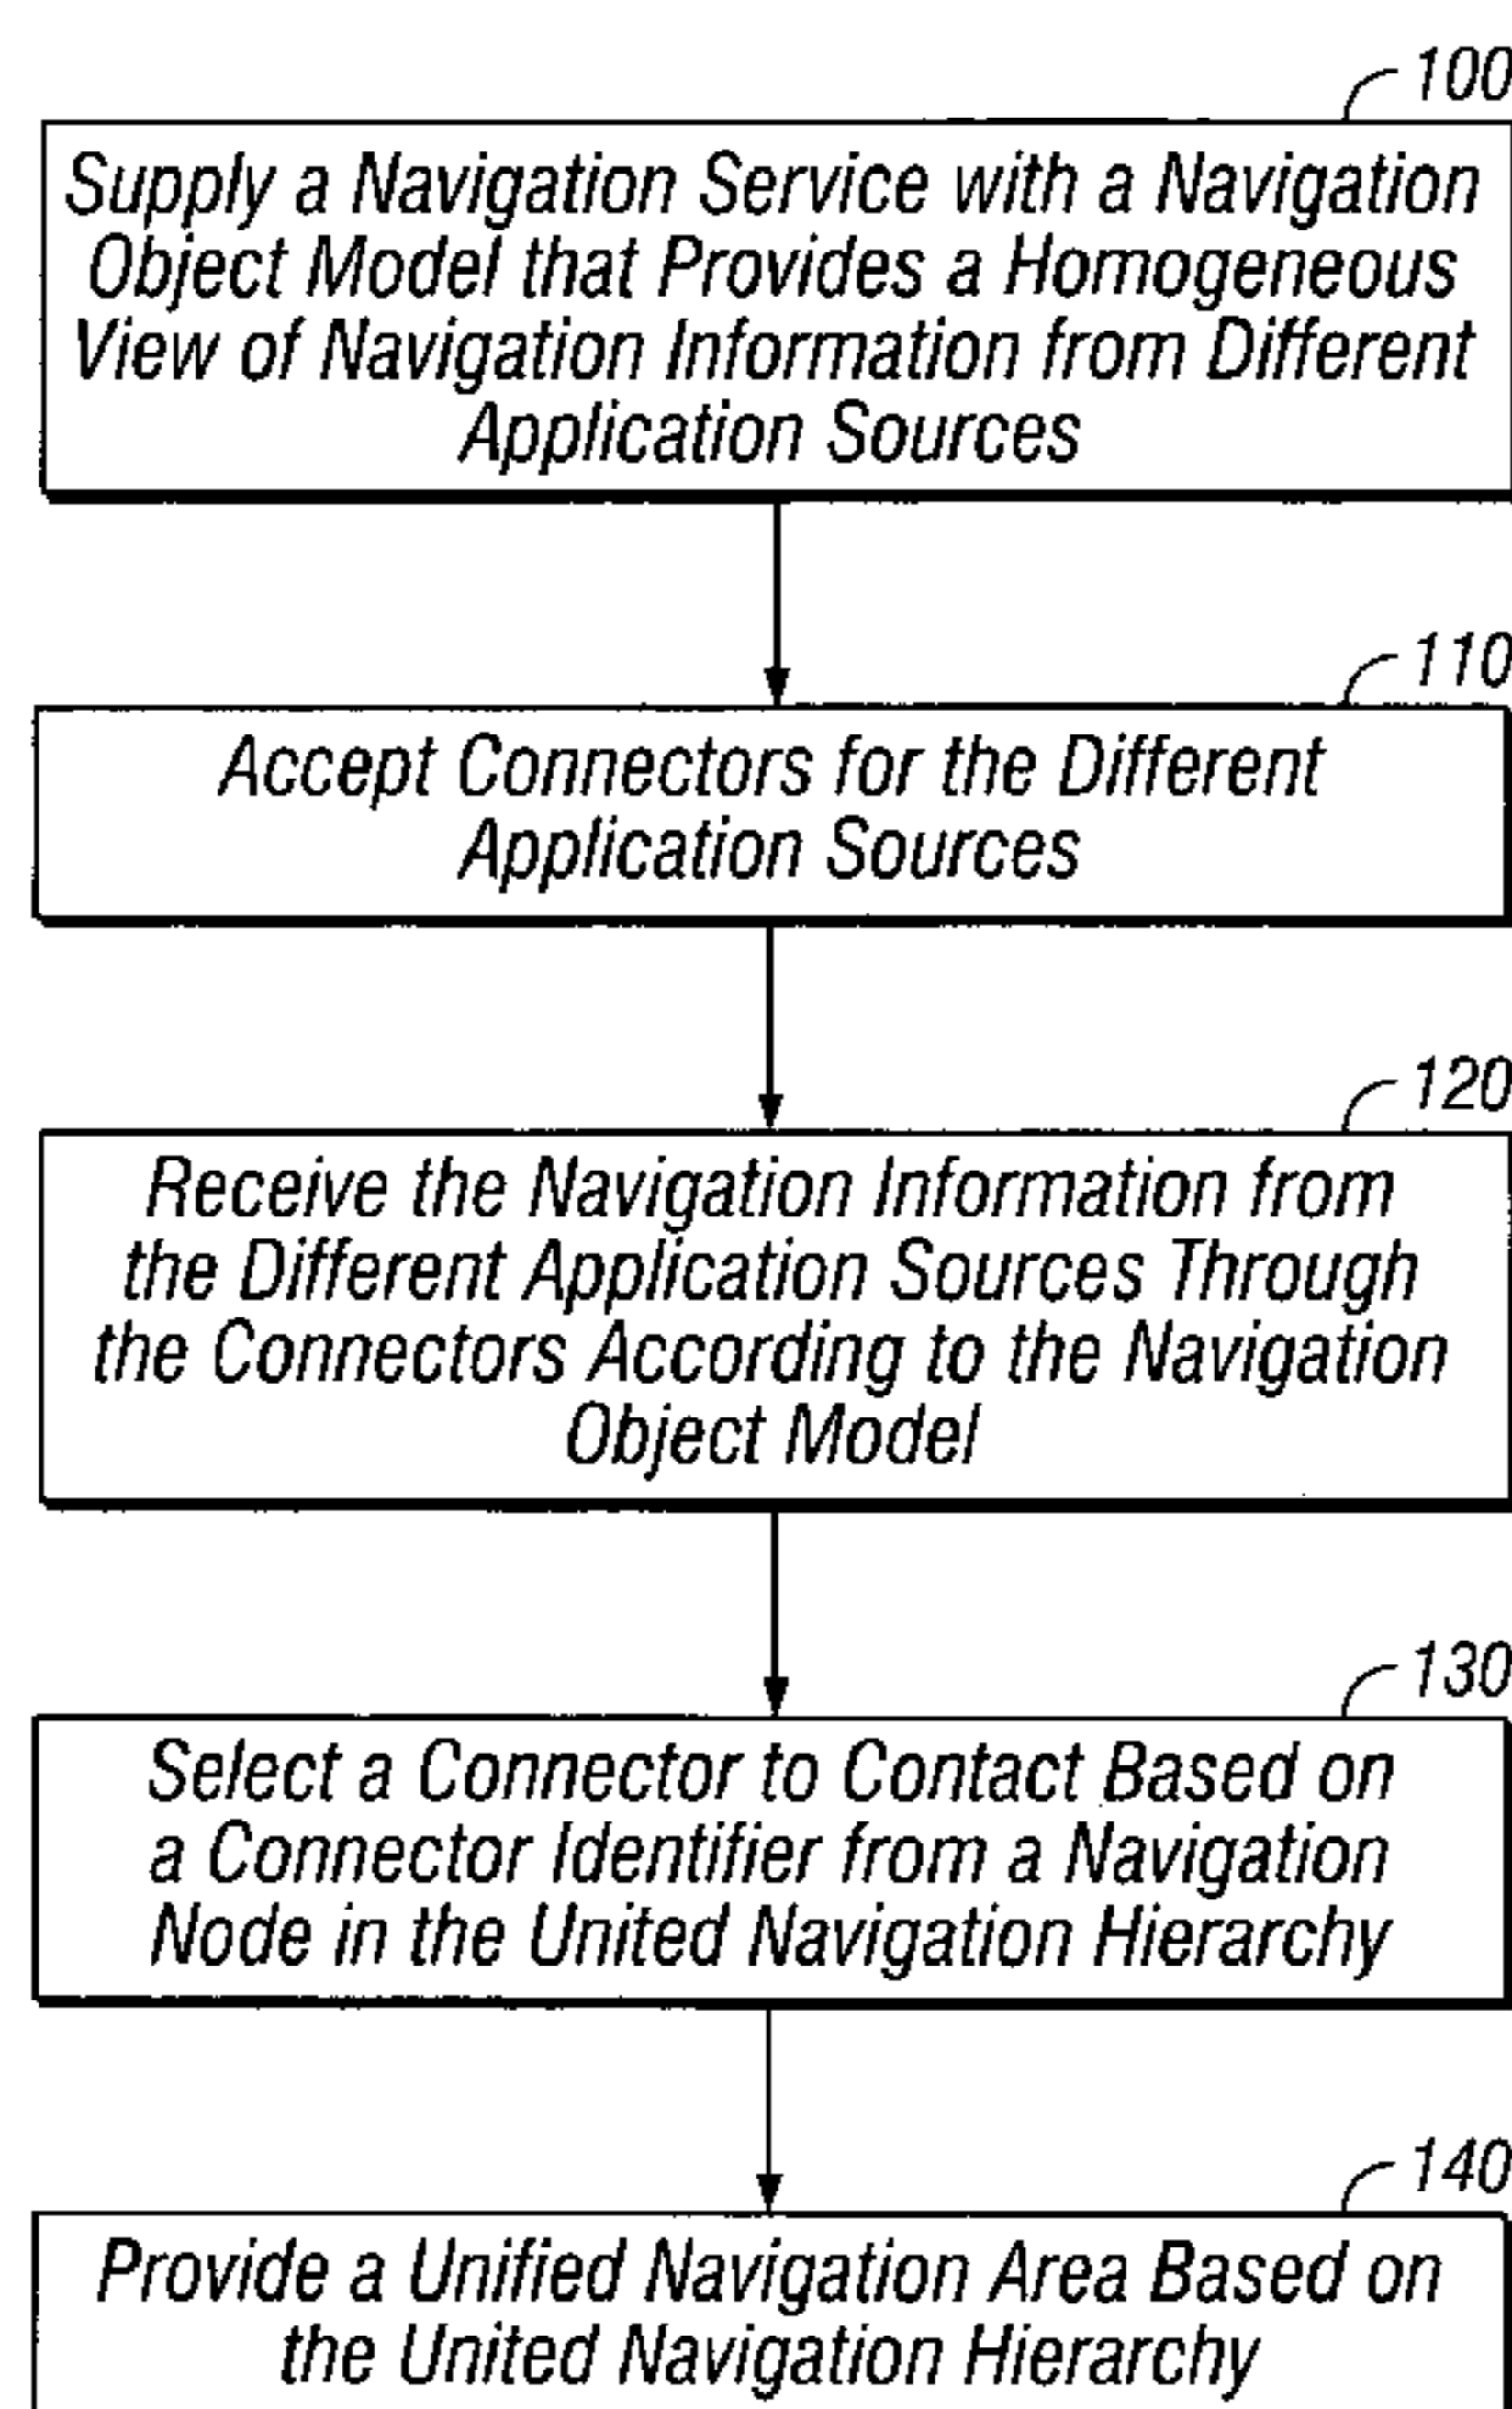 100
Supply a Navigation Service with a Navigation
Object Model that Provides a Homogeneous
View of Navigation Information from Different
Application Sources
110
Accept Connectors for the Different
Application Sources
120
Receive the Navigation Information from
the Different Application Sources Through
the Connectors According to the Navigation
Object Model
130
Select a Connector to Contact Based on
a Connector Identifier from a Navigation
Node in the United Navigation Hierarchy
140
Provide a Unified Navigation Area Based on
the United Navigation Hierarchy